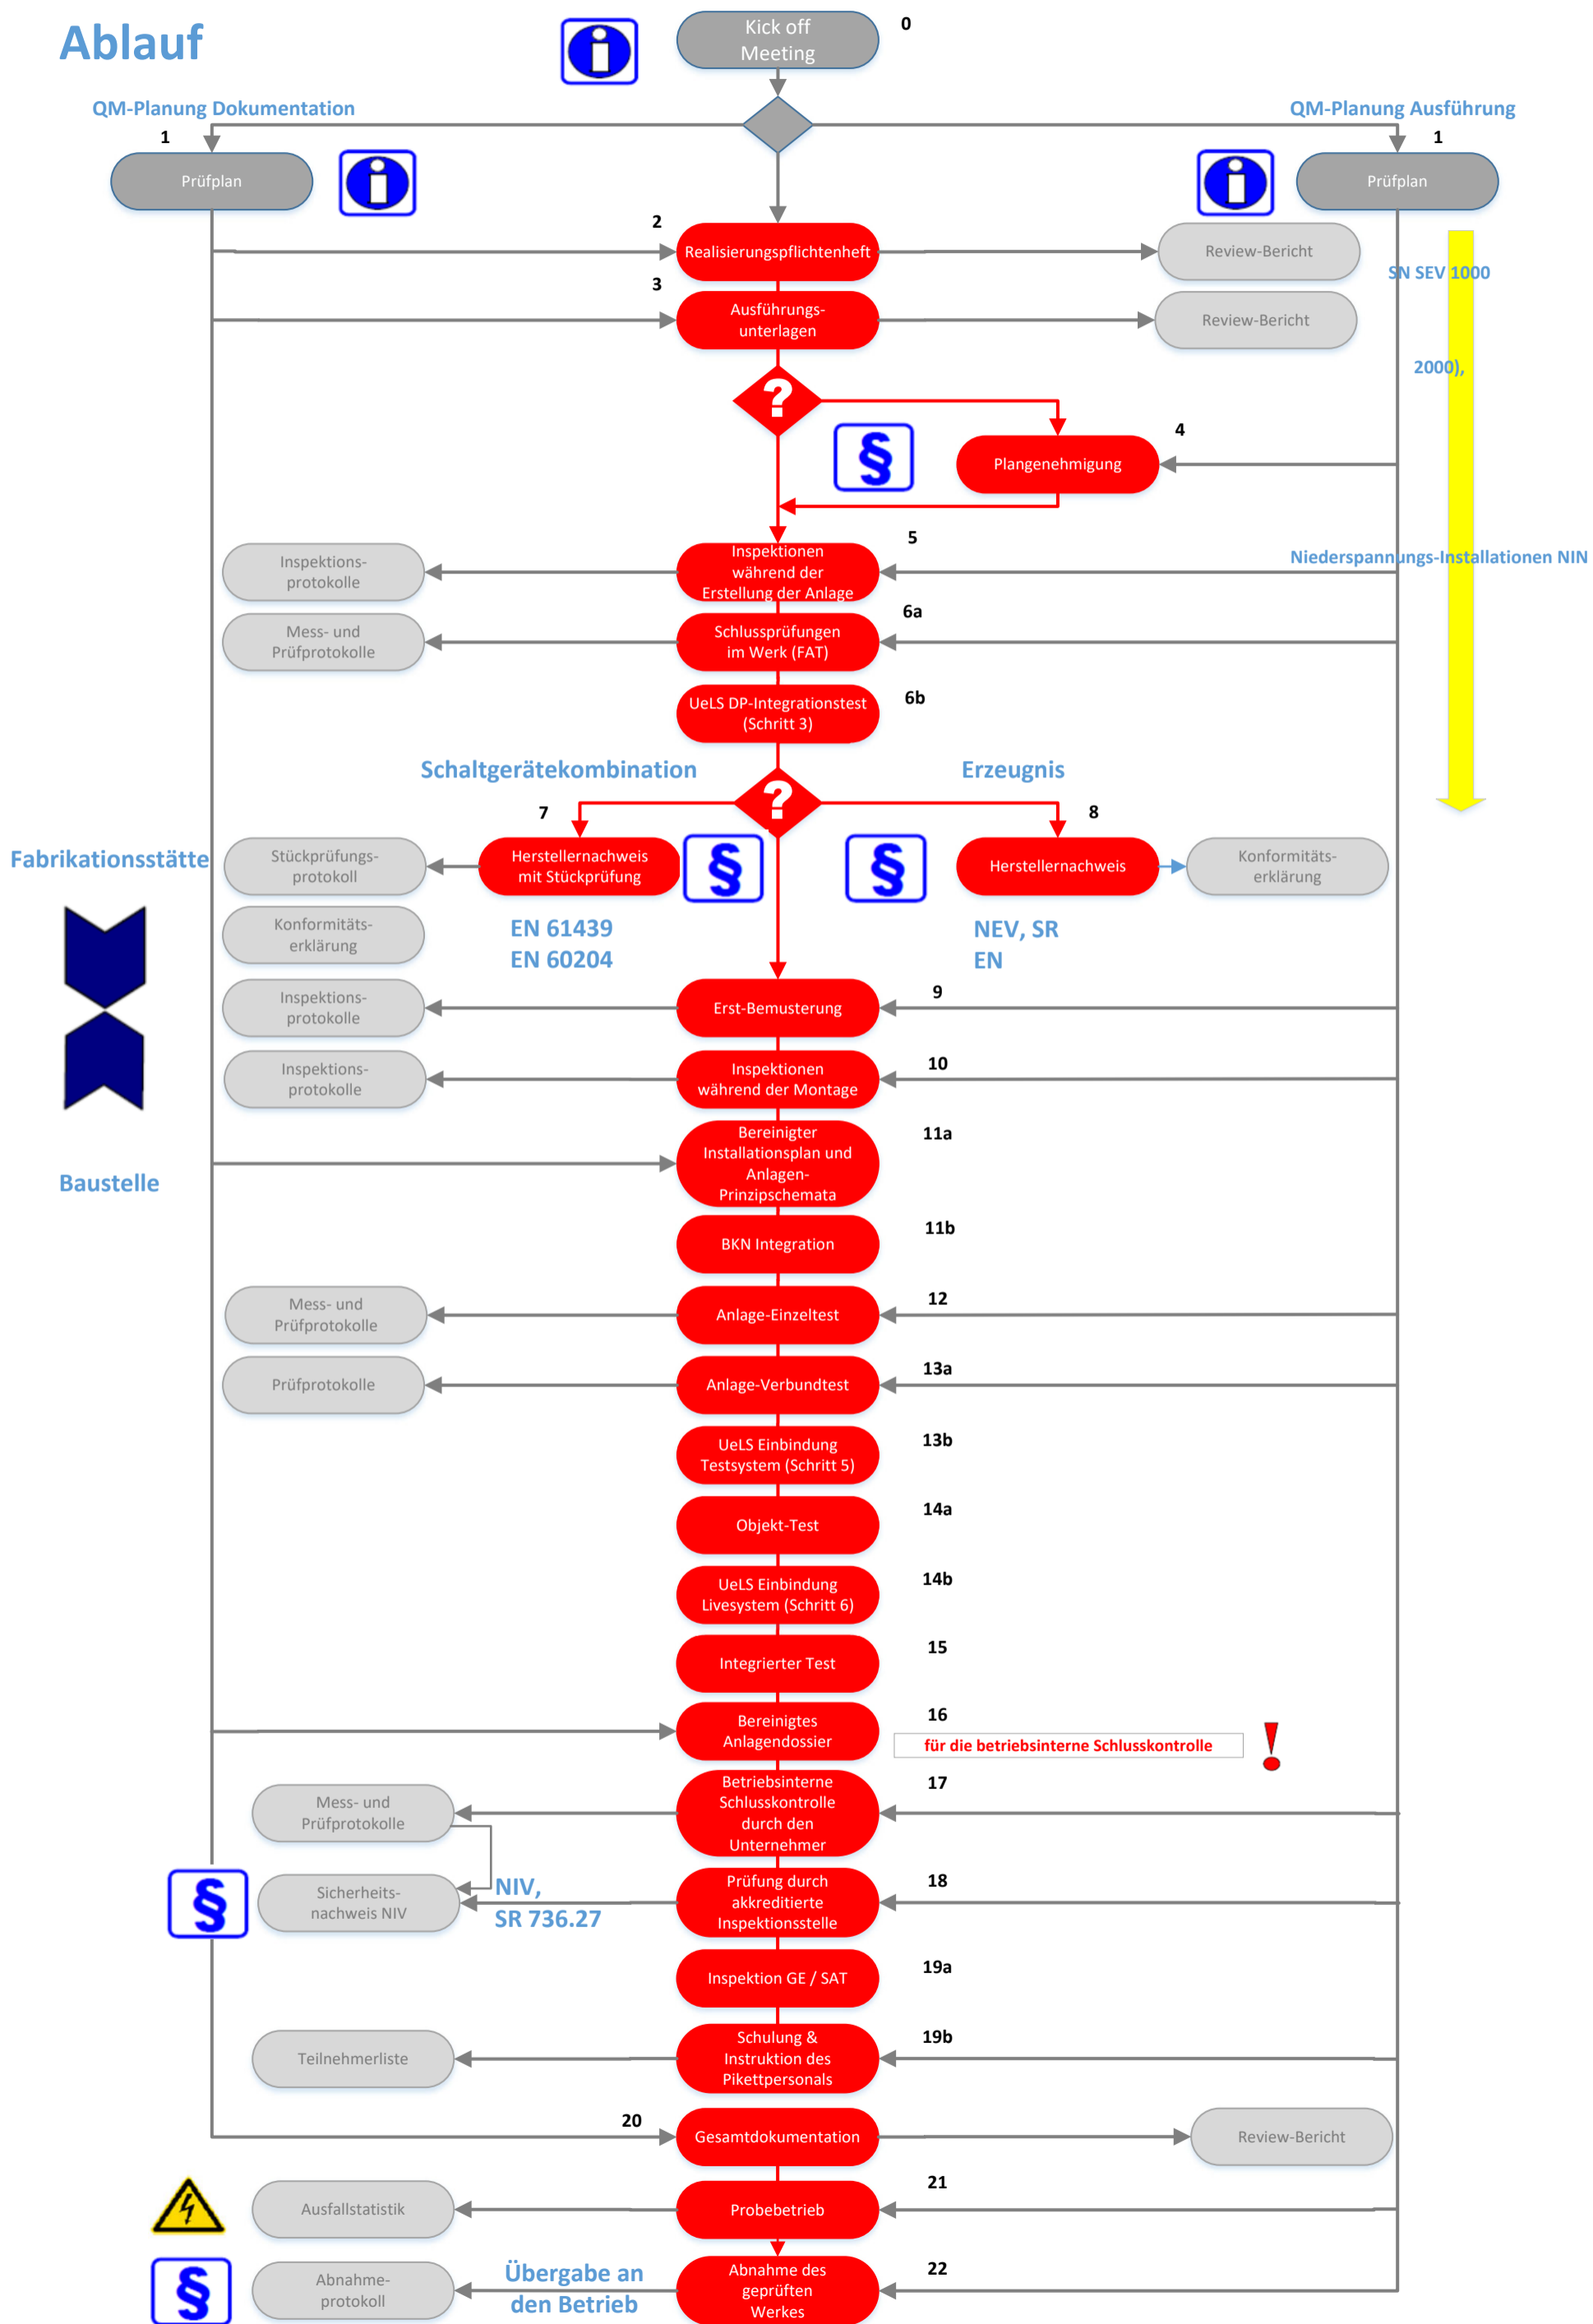 Ablauf
Kick off
Meeting
0
QM-Planung Dokumentation
QM-Planung Ausführung
1
1
Prüfplan
Prüfplan
2
Realisierungspflichtenheft
Review-Bericht
SN SEV 1000
3
Ausführungs-
unterlagen
Review-Bericht
2000),
?
§
4
Plangenehmigung
5
Inspektions-
protokolle
Inspektionen
während der
Erstellung der Anlage
Niederspannungs-Installationen NIN
6a
Mess- und
Prüfprotokolle
Schlussprüfungen
im Werk (FAT)
6b
UeLS DP-Integrationstest
(Schritt 3)
Schaltgerätekombination
Erzeugnis
?
7
8
Fabrikationsstätte
Stückprüfungs-
protokoll
Herstellernachweis
mit Stückprüfung
§
§
Herstellernachweis
Konformitäts-
erklärung
Konformitäts-
erklärung
EN 61439
EN 60204
NEV, SR
EN
9
Inspektions-
protokolle
Erst-Bemusterung
10
Inspektions-
protokolle
Inspektionen
während der Montage
11a
Bereinigter
Installationsplan und
Anlagen-
Prinzipschemata
Baustelle
11b
BKN Integration
12
Mess- und
Prüfprotokolle
Anlage-Einzeltest
13a
Prüfprotokolle
Anlage-Verbundtest
13b
UeLS Einbindung
Testsystem (Schritt 5)
14a
Objekt-Test
14b
UeLS Einbindung
Livesystem (Schritt 6)
15
Integrierter Test
16
Bereinigtes
Anlagendossier
für die betriebsinterne Schlusskontrolle
!
17
Mess- und
Prüfprotokolle
Betriebsinterne
Schlusskontrolle
durch den
Unternehmer
18
§
Sicherheits-
nachweis NIV
NIV,
SR 736.27
Prüfung durch
akkreditierte
Inspektionsstelle
19a
Inspektion GE / SAT
19b
Teilnehmerliste
Schulung &
Instruktion des
Pikettpersonals
20
Gesamtdokumentation
Review-Bericht
21
Ausfallstatistik
Probebetrieb
22
§
Abnahme-
protokoll
Übergabe an
den Betrieb
Abnahme des
geprüften
Werkes